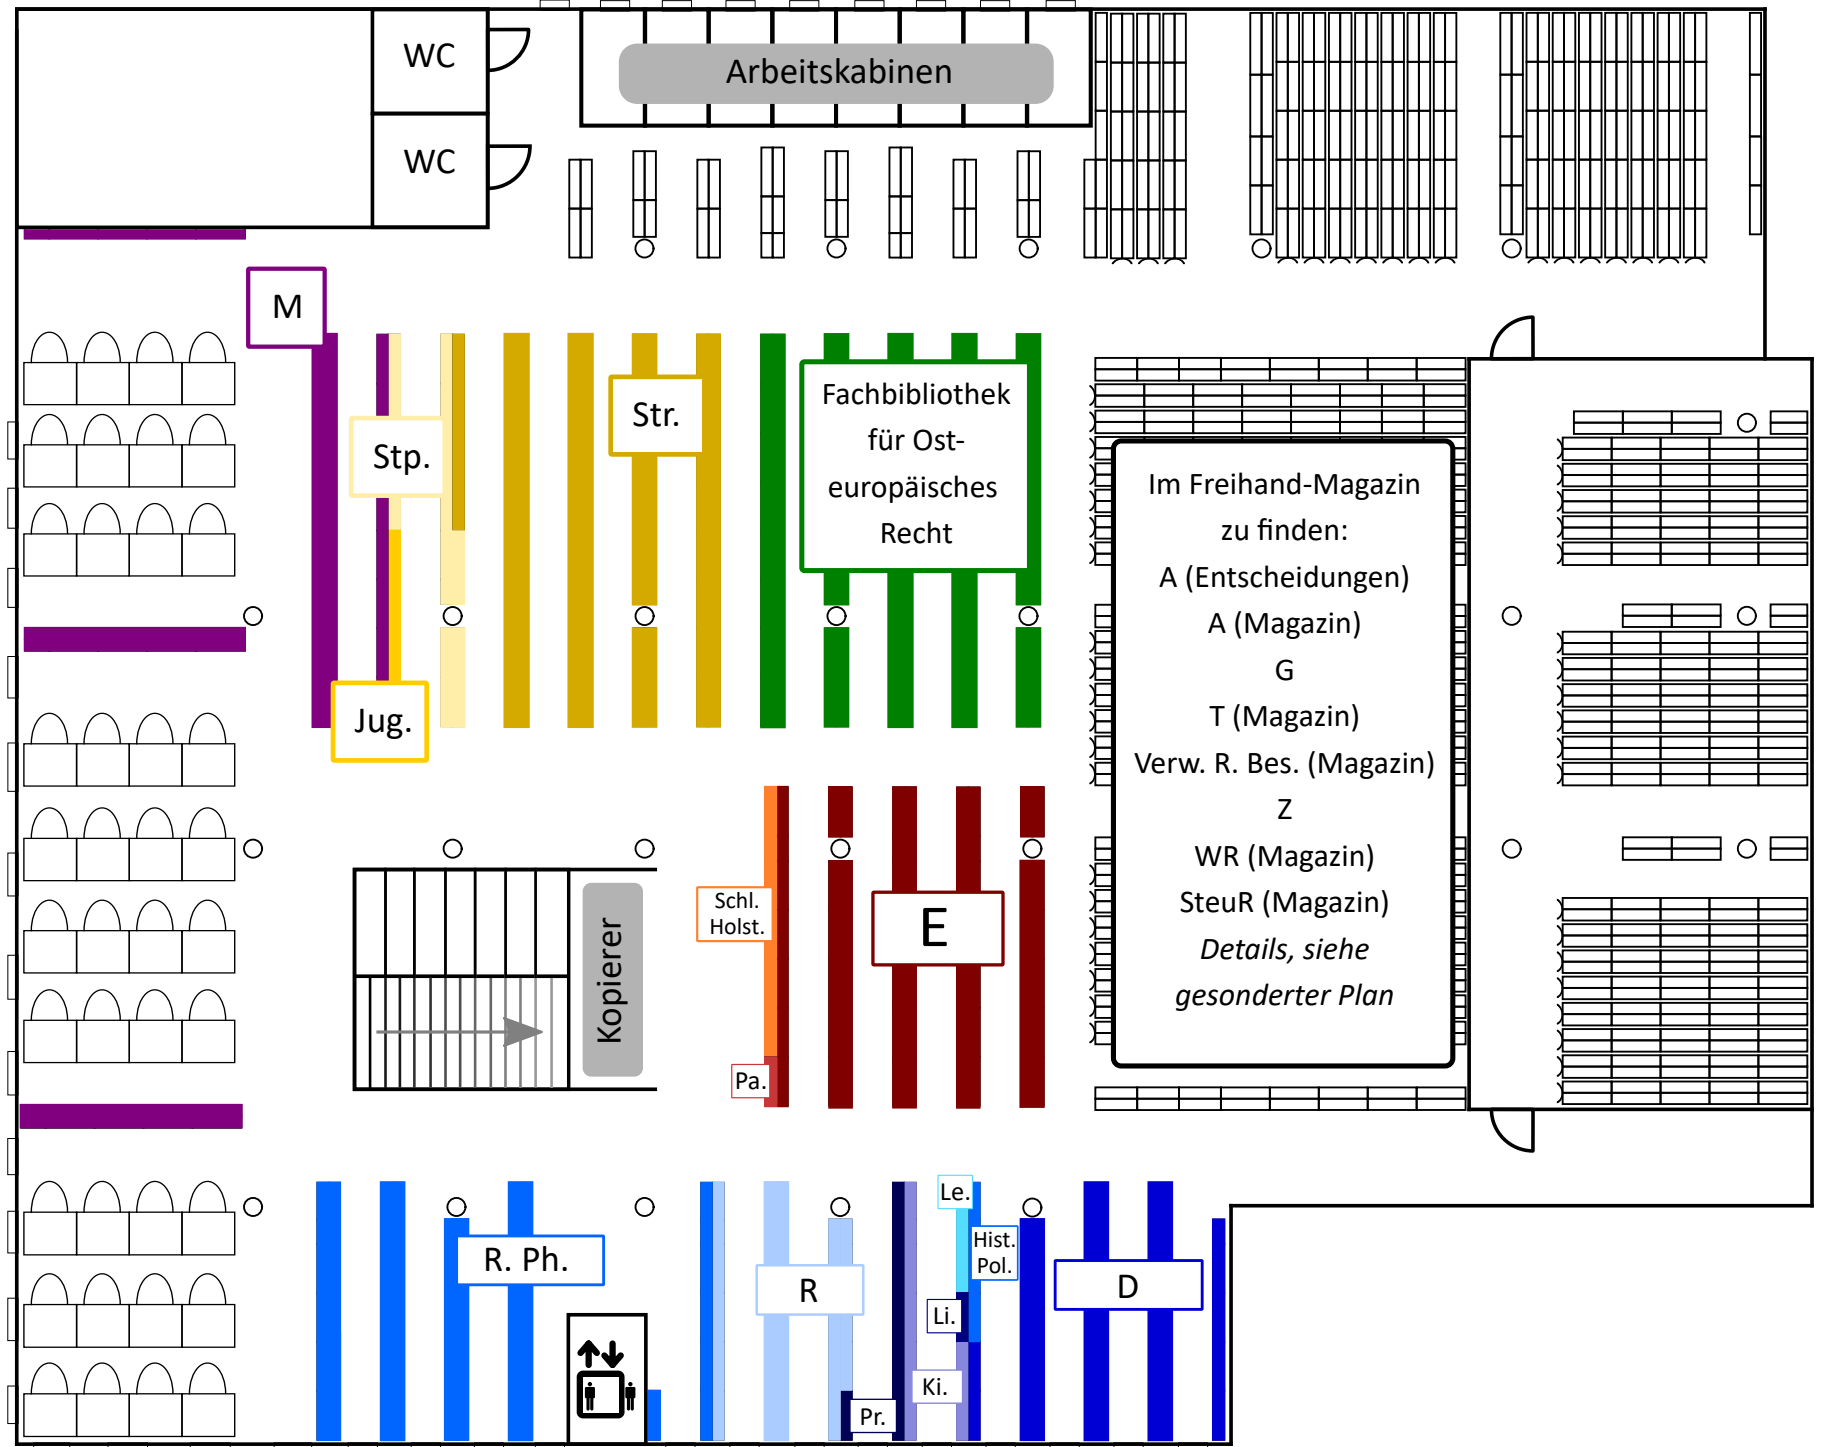 WC
Arbeitskabinen
WC
M
Stp.
Str.
Fachbibliothek
für Ost-
europäisches
Recht
Jug.
Im Freihand-Magazin
zu finden:
A (Entscheidungen)
A (Magazin)
G
T (Magazin)
Verw. R. Bes. (Magazin)
Z
WR (Magazin)
SteuR (Magazin)
Details, siehe
gesonderter Plan
Schl.
Holst.
E
Kopierer
Pa.
Le.
Hist.
Pol.
R. Ph.
R
D
Li.
Ki.
Pr.